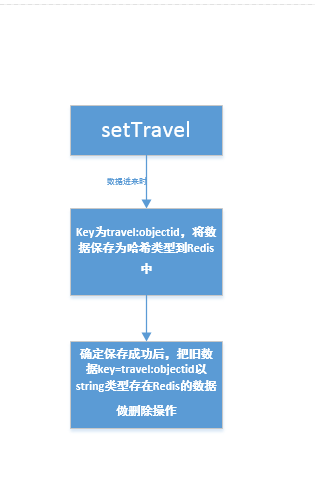 setTravel
数据进来时
Key为travel:objectid，将数
据保存为哈希类型到Redis
中
确定保存成功后，把旧数
据key=travel:objectid以
string类型存在Redis的数据
做删除操作